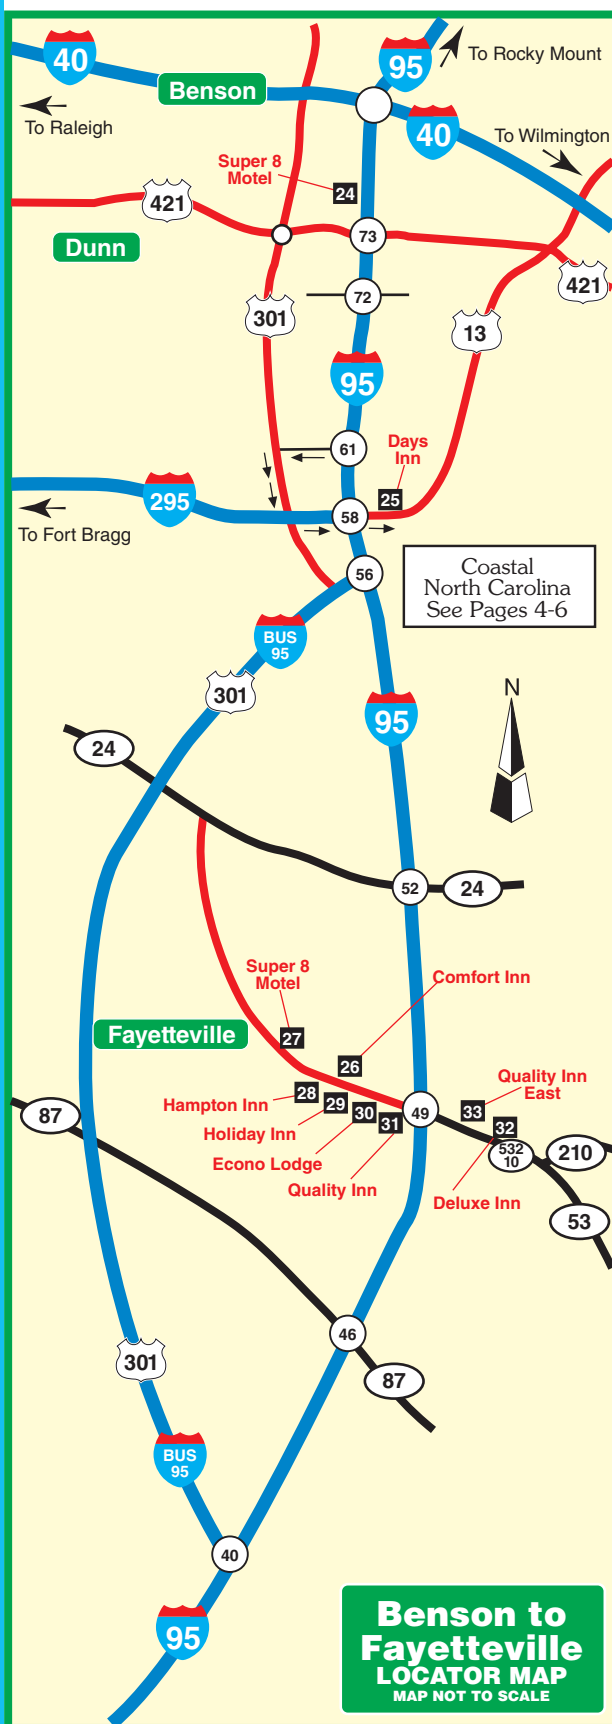 40
95
To Rocky Mount
Benson
To Raleigh
40
To Wilmington
Super 8
Motel
24
421
73
Dunn
421
72
301
13
95
61
Days
Inn
25
295
58
To Fort Bragg
56
Coastal
North Carolina
See Pages 4-6
BUS
95
301
N
95
24
52
24
Super 8
Motel
Comfort Inn
27
Fayetteville
26
Quality Inn
East
28
Hampton Inn
29
Holiday Inn
30
Econo Lodge
31
Quality Inn
49
33
32
532
10
210
Deluxe Inn
53
87
46
301
87
BUS
95
40
95
Benson to
Fayetteville
LOCATOR MAP
MAP NOT TO SCALE